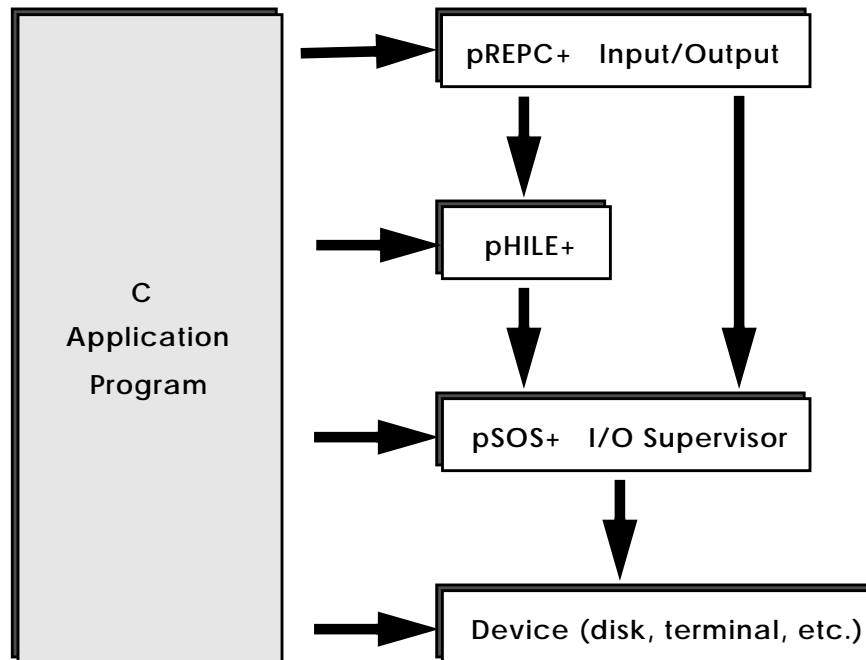 pREPC+ Input/Output
pHILE+
C
Application
Program
pSOS+ I/O Supervisor
Device (disk, terminal, etc.)